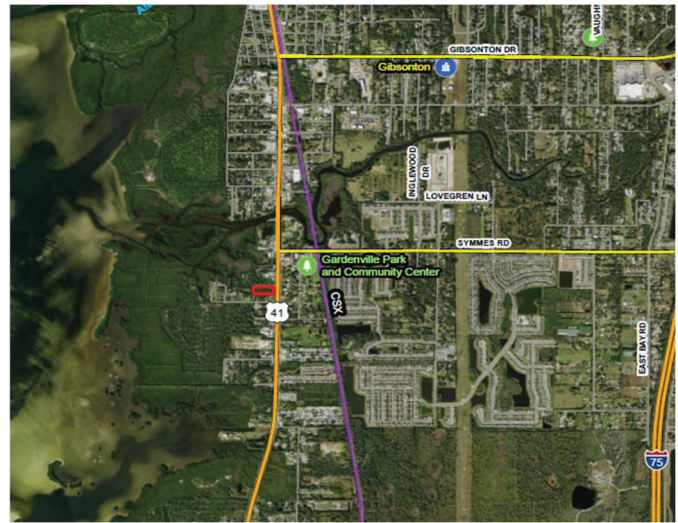 VAUGHN
GIBSONTON DR
Gibsonton
INGLEWOOD
DR
LOVEGREN LN
SYMMES RD
Gardenville Park
and Community Center
CSX
41
EAST BAY RD
75